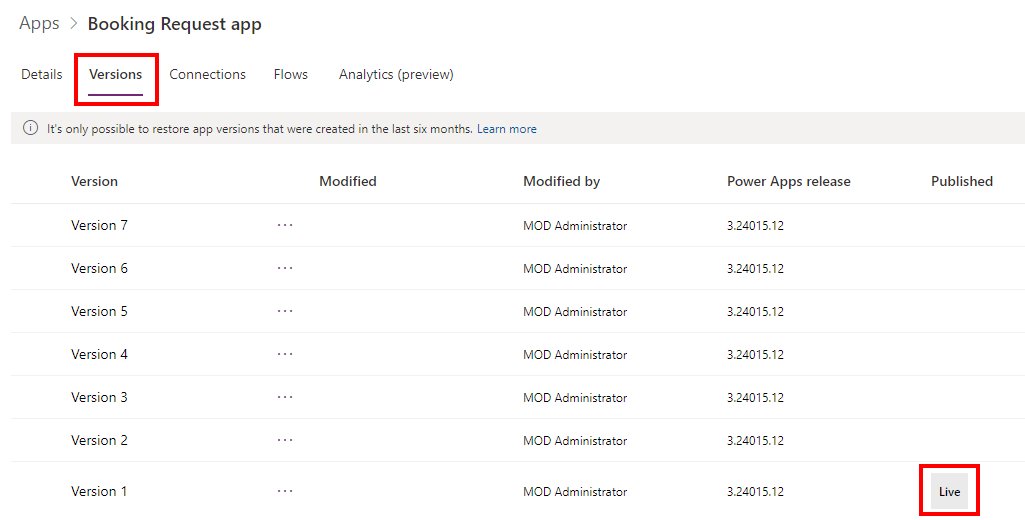 Apps > Booking Request app
Details Versions Connections Flows Analytics (preview)
It's only possible to restore app versions that were created in the last six months. Learn more
Version Modified Modified by Power Apps release Published
Version 7 ... MOD Administrator 3.24015.12
Version 6 ... MOD Administrator 3.24015.12
Version 5 ... MOD Administrator 3.24015.12
Version 4 ... MOD Administrator 3.24015.12
Version 3 ... MOD Administrator 3.24015.12
Version 2 ... MOD Administrator 3.24015.12
Version 1 ... MOD Administrator 3.24015.12 Live